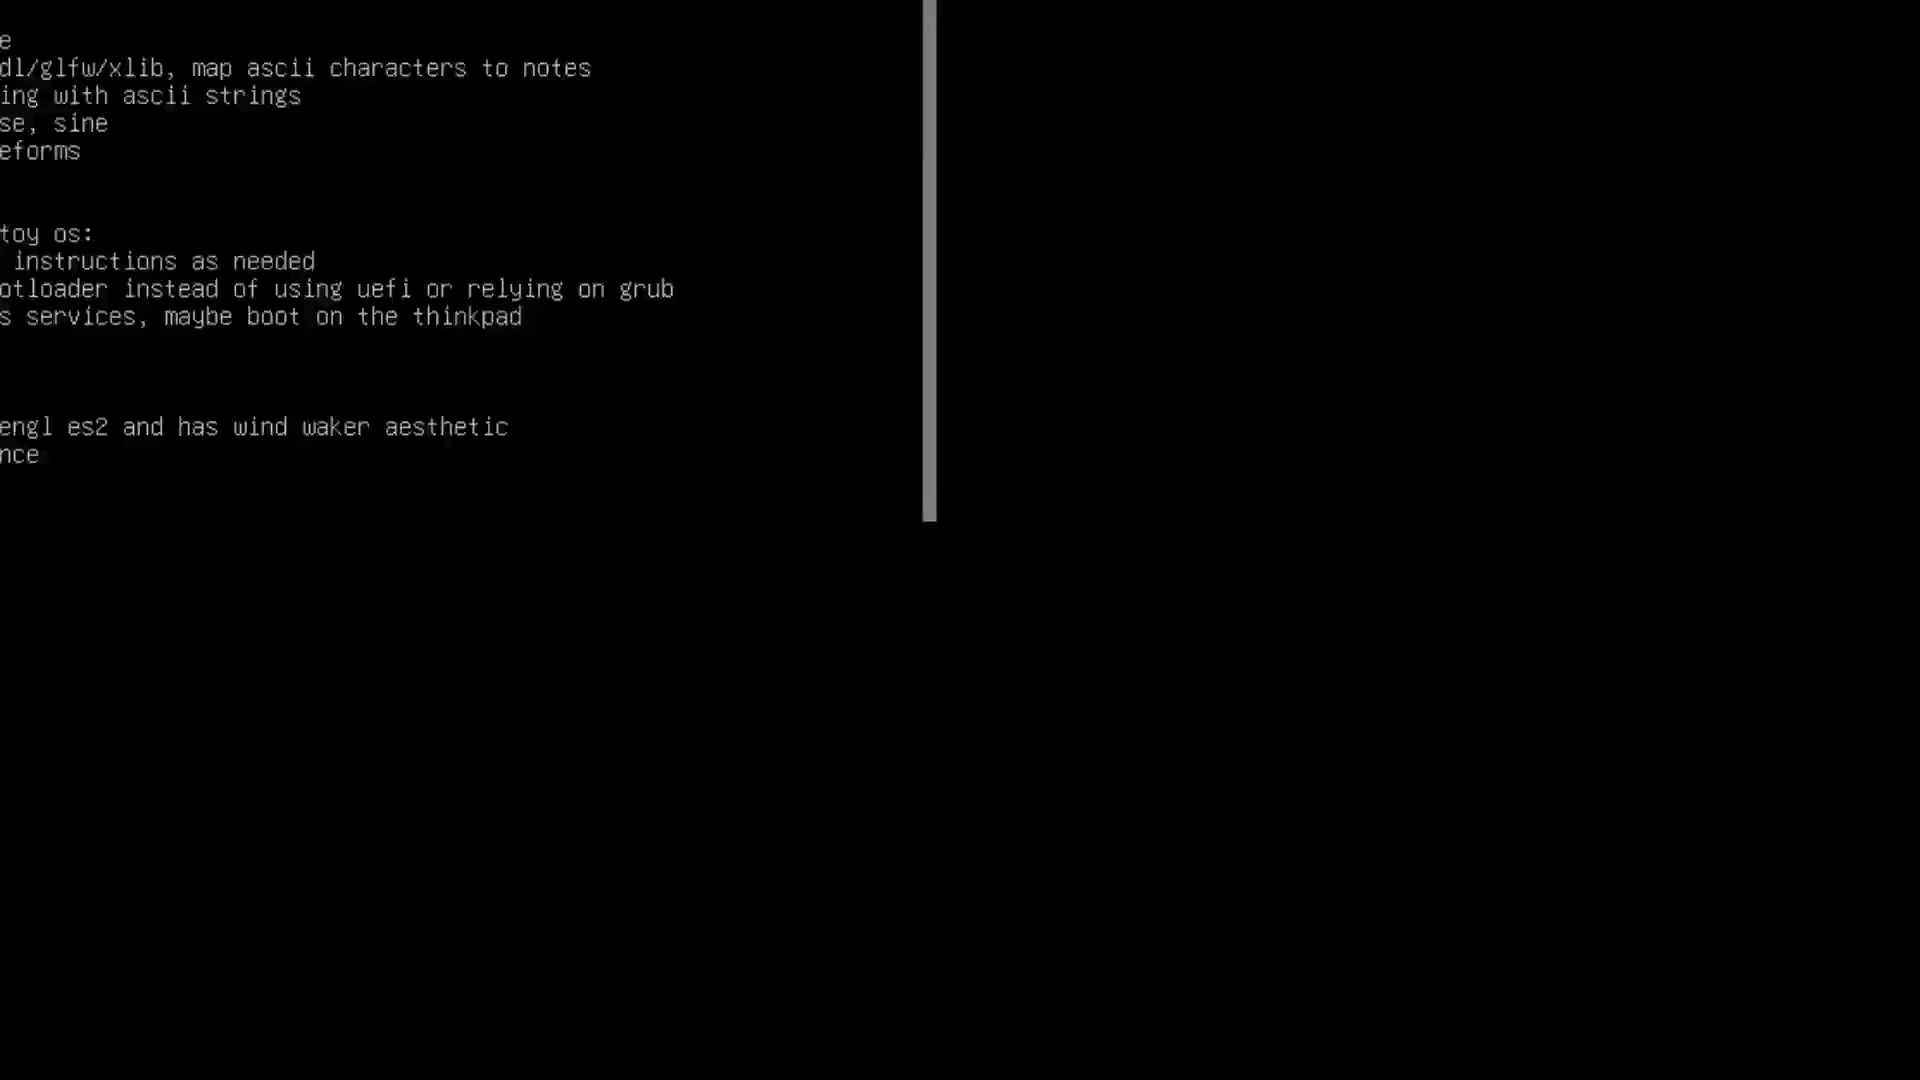 e
dl/glfw/xlib, map ascii characters to notes
ing with ascii strings
se, sine
eforms
toy os:
instructions as needed
otloader instead of using uefi or relying on grub
s services, maybe boot on the thinkpad
engl es2 and has wind waker aesthetic
nce